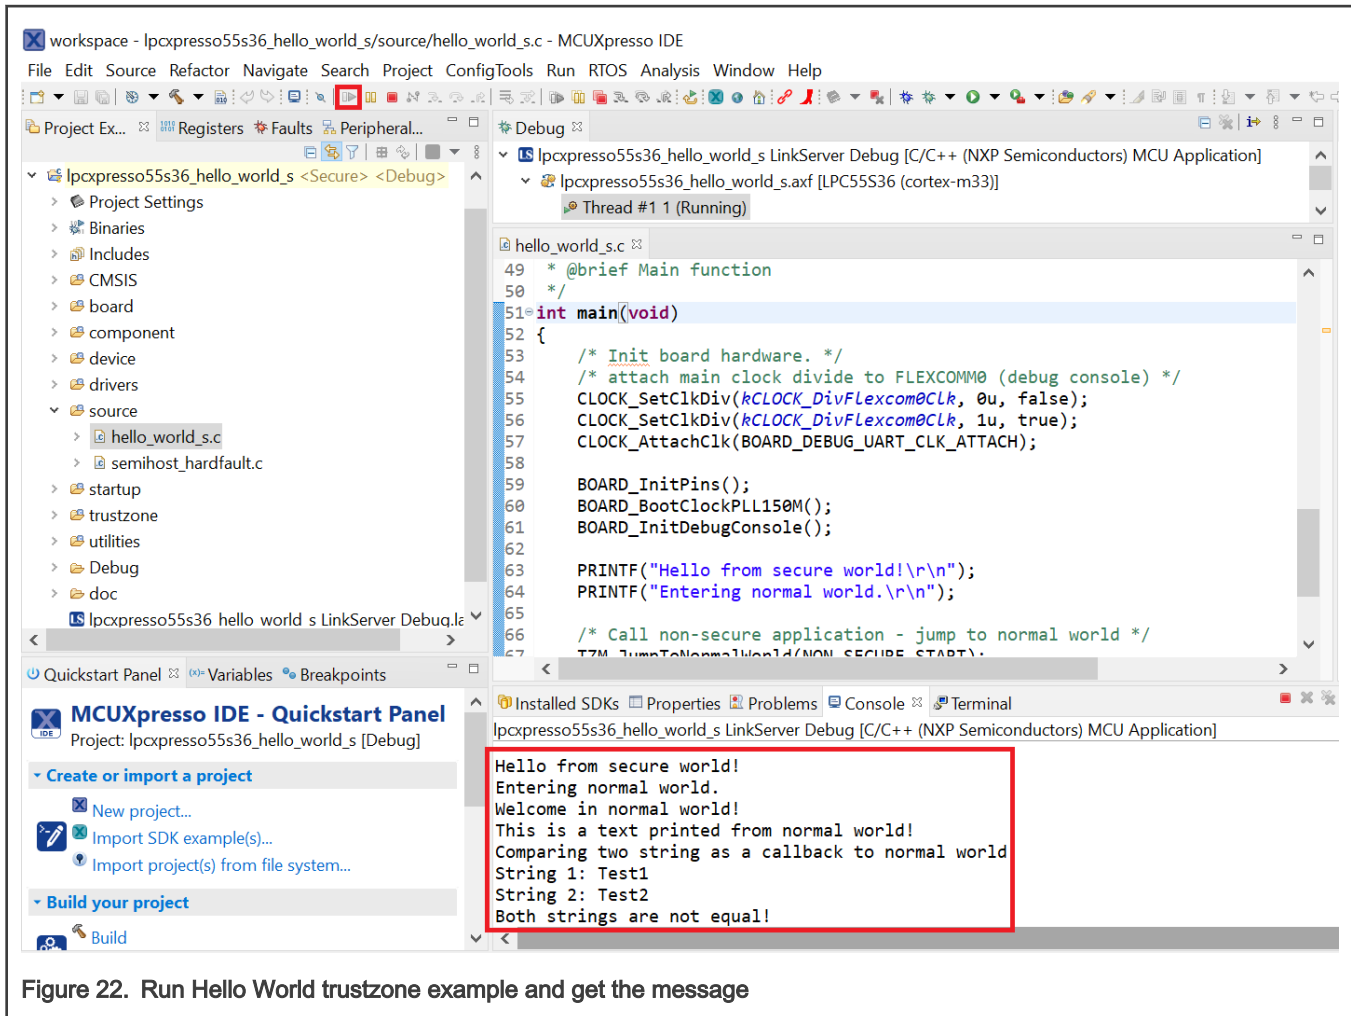 workspace - lpcxpresso55s36_hello_world_s/source/hello_world_s.c - MCUXpresso IDE
File Edit Source Refactor Navigate Search Project ConfigTools Run RTOS Analysis Window Help
Project Ex... Registers Faults Peripheral...
lpcxpresso55s36_hello_world_s <Secure> <Debug>
Project Settings
Binaries
Includes
CMSIS
board
component
device
drivers
source
hello_world_s.c
semihost_hardfault.c
startup
trustzone
utilities
Debug
doc
lpcxpresso55s36 hello world s LinkServer Debug.la
Debug
lpcxpresso55s36_hello_world_s LinkServer Debug [C/C++ (NXP Semiconductors) MCU Application]
lpcxpresso55s36_hello_world_s.axf [LPC55S36 (cortex-m33)]
Thread #1 1 (Running)
hello_world_s.c
49 * @brief Main function
50 */
51 int main(void)
52 {
53 /* Init board hardware. */
54 /* attach main clock divide to FLEXCOMM0 (debug console) */
55 CLOCK_SetClkDiv(kCLOCK_DivFlexcom0Clk, 0u, false);
56 CLOCK_SetClkDiv(kCLOCK_DivFlexcom0Clk, 1u, true);
57 CLOCK_AttachClk(BOARD_DEBUG_UART_CLK_ATTACH);
58
59 BOARD_InitPins();
60 BOARD_BootClockPLL150M();
61 BOARD_InitDebugConsole();
62
63 PRINTF("Hello from secure world!\r\n");
64 PRINTF("Entering normal world.\r\n");
65
66 /* Call non-secure application - jump to normal world */
67 TZM_JumpToNormalWorld(NON_SECURE_START);
Quickstart Panel Variables Breakpoints
IDE
MCUXpresso IDE - Quickstart Panel
Project: lpcxpresso55s36_hello_world_s [Debug]
Create or import a project
New project...
Import SDK example(s)...
Import project(s) from file system...
Build your project
Build
Installed SDKs Properties Problems Console Terminal
lpcxpresso55s36_hello_world_s LinkServer Debug [C/C++ (NXP Semiconductors) MCU Application]
Hello from secure world!
Entering normal world.
Welcome in normal world!
This is a text printed from normal world!
Comparing two string as a callback to normal world
String 1: Test1
String 2: Test2
Both strings are not equal!
Figure 22. Run Hello World trustzone example and get the message